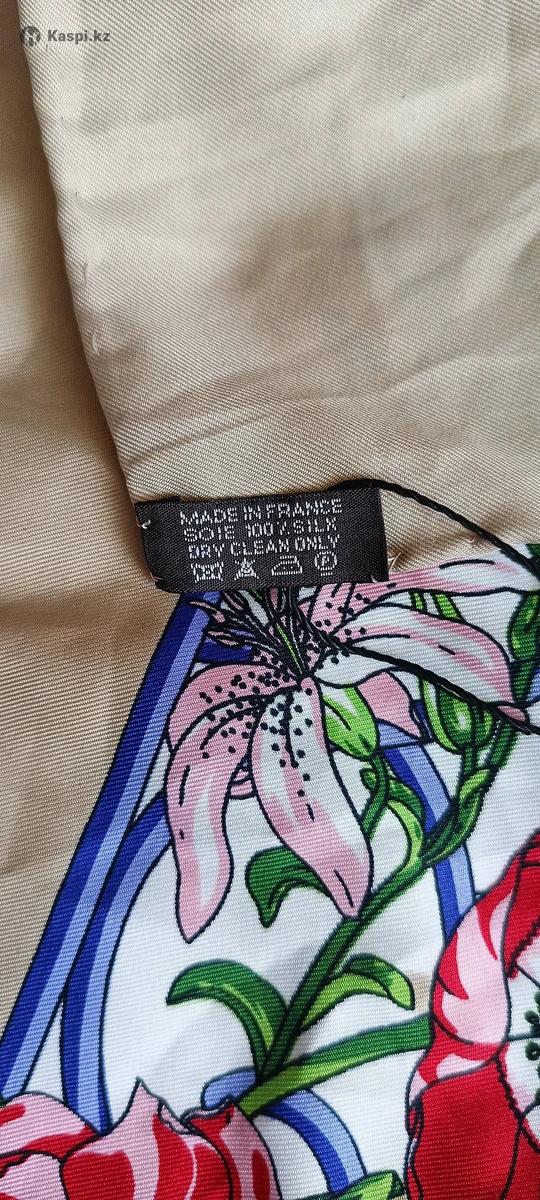 Kaspi.kz
MADE IN FRANCE
SOIE 100% SILK
DRY CLEAN ONLY
P